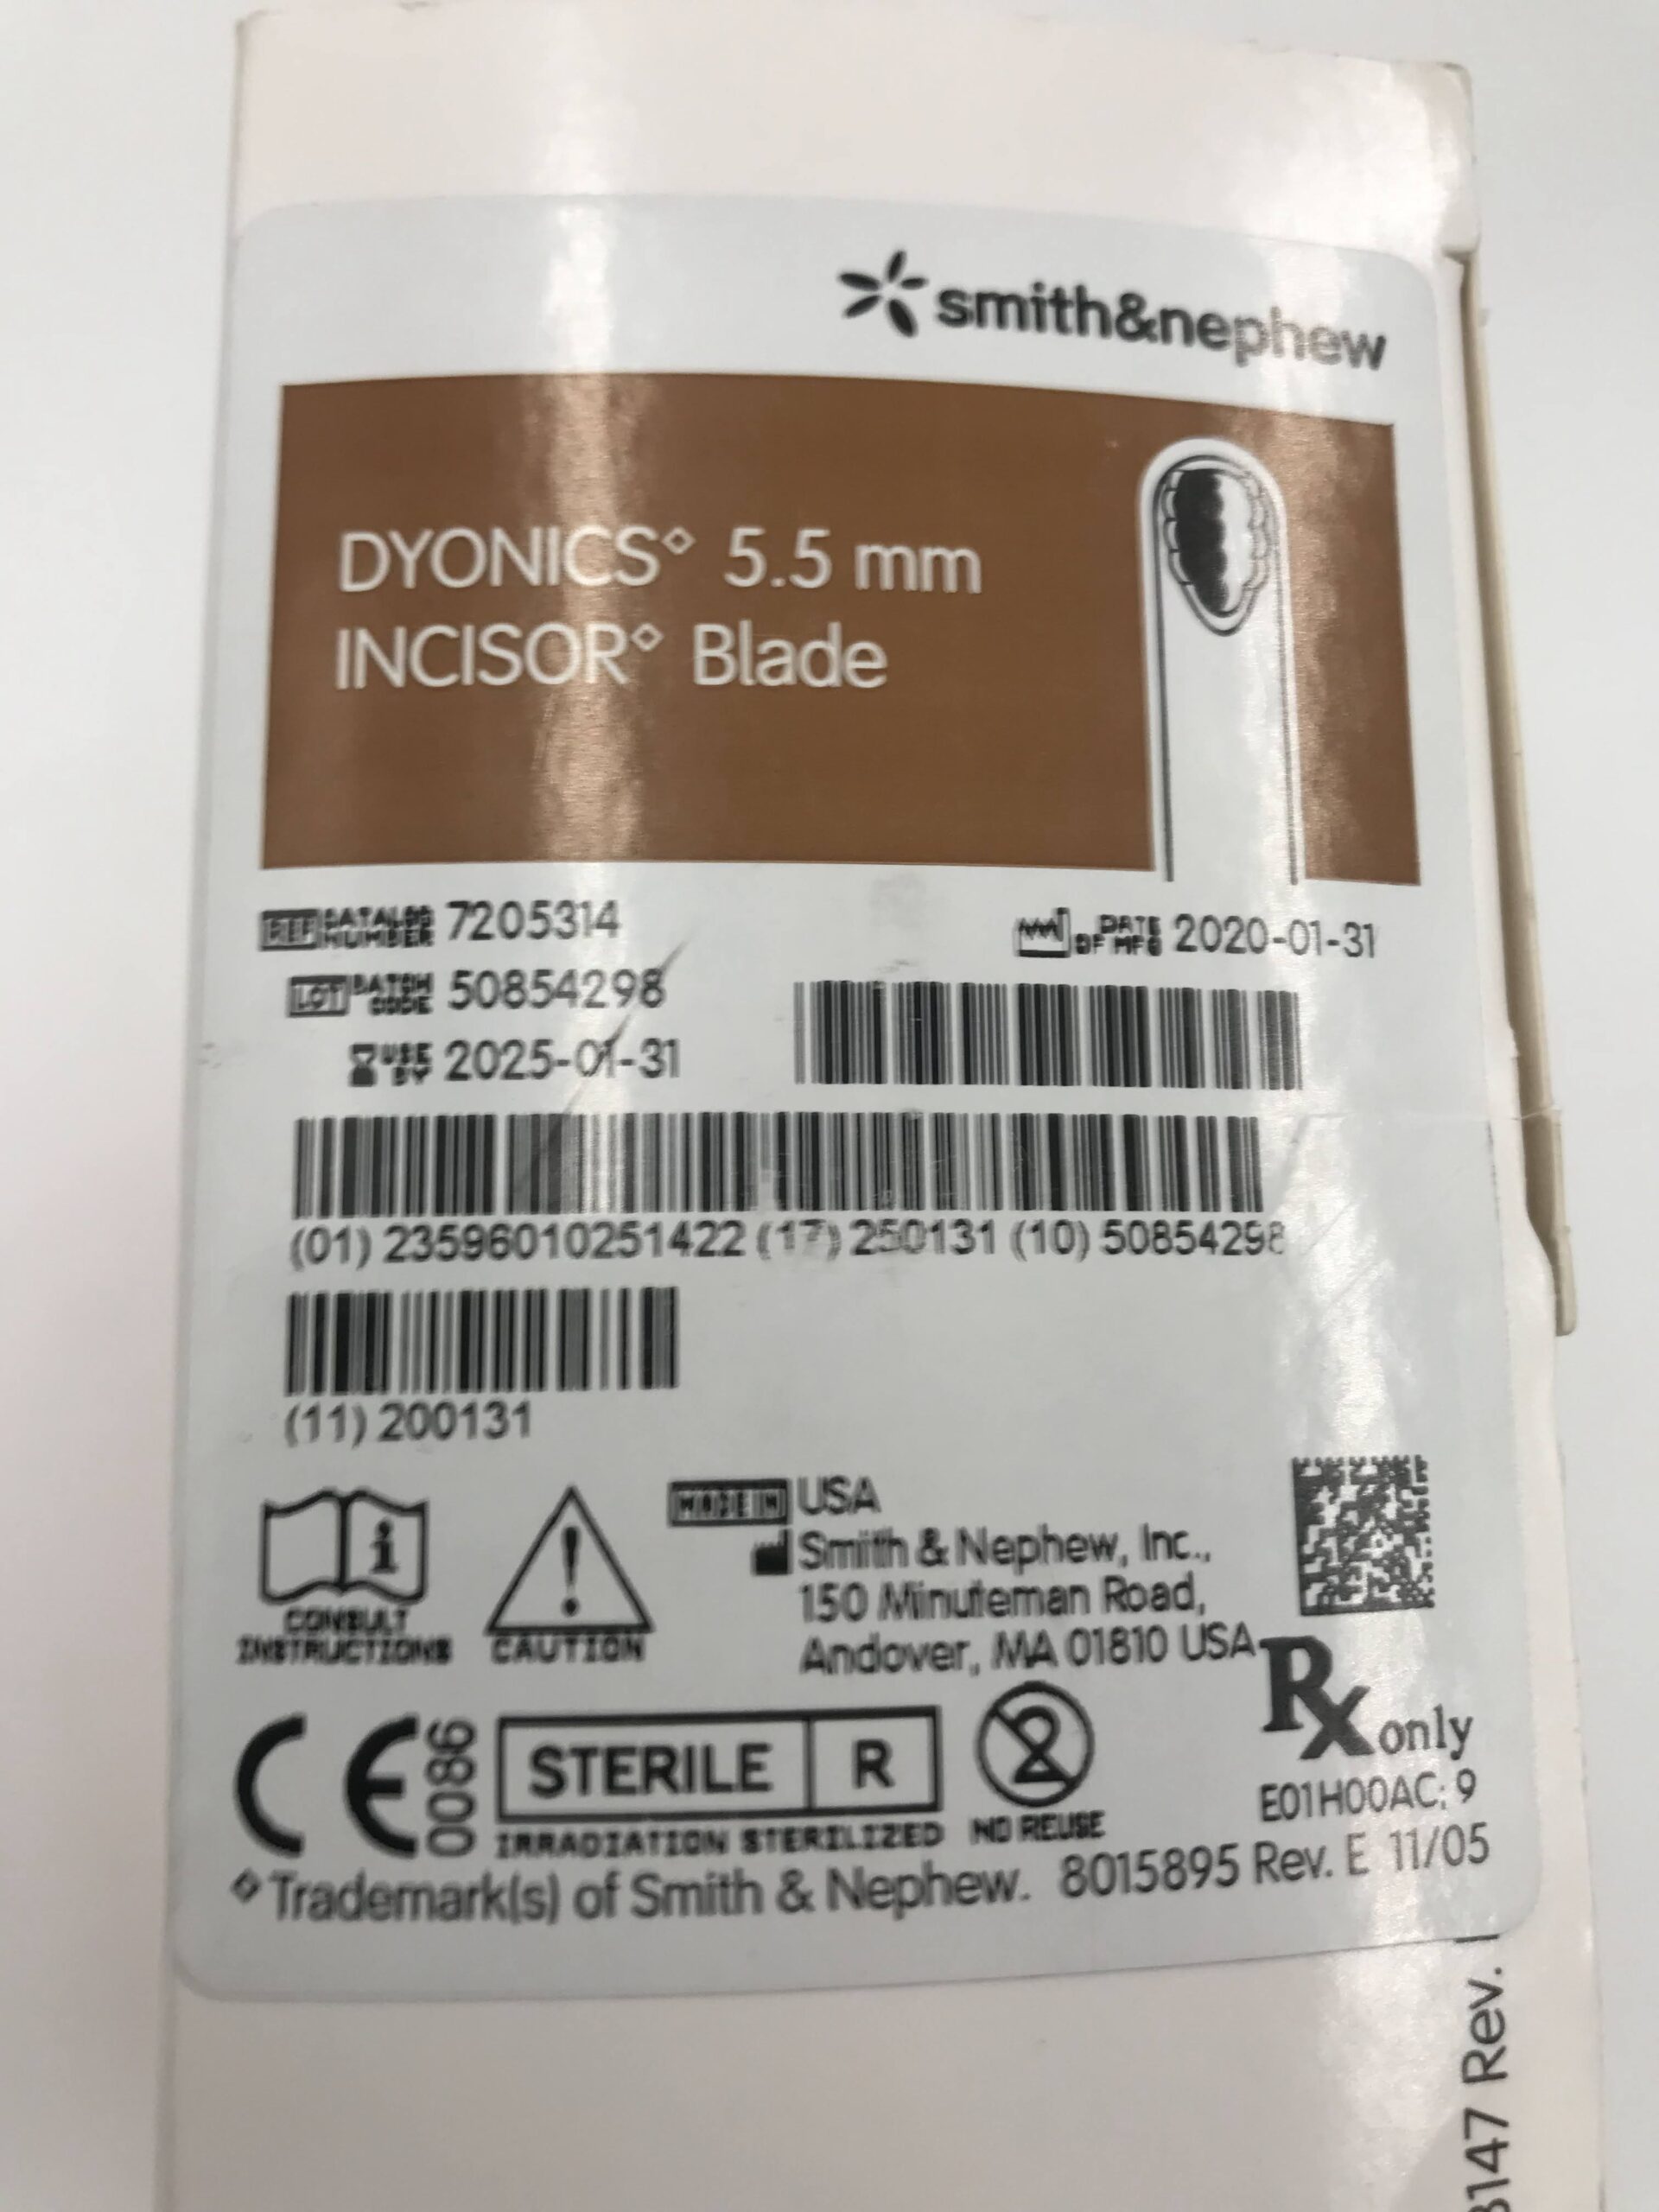 smith&nephew
DYONICS◇ 5.5 mm
INCISOR◇ Blade
REF CATALOG NUMBER 7205314
DATE OF MFG 2020-01-31
LOT BATCH CODE 50854298
USE BY 2025-01-31
(01) 23596010251422 (17) 250131 (10) 50854298
(11) 200131
CONSULT INSTRUCTIONS
CAUTION
MADE IN USA
Smith & Nephew, Inc.,
150 Minuteman Road,
Andover, MA 01810 USA
CE 0086
STERILE R
IRRADIATION STERILIZED
2
NO REUSE
Rx only
E01H00AC; 9
◇Trademark(s) of Smith & Nephew. 8015895 Rev. E 11/05
3147 Rev.